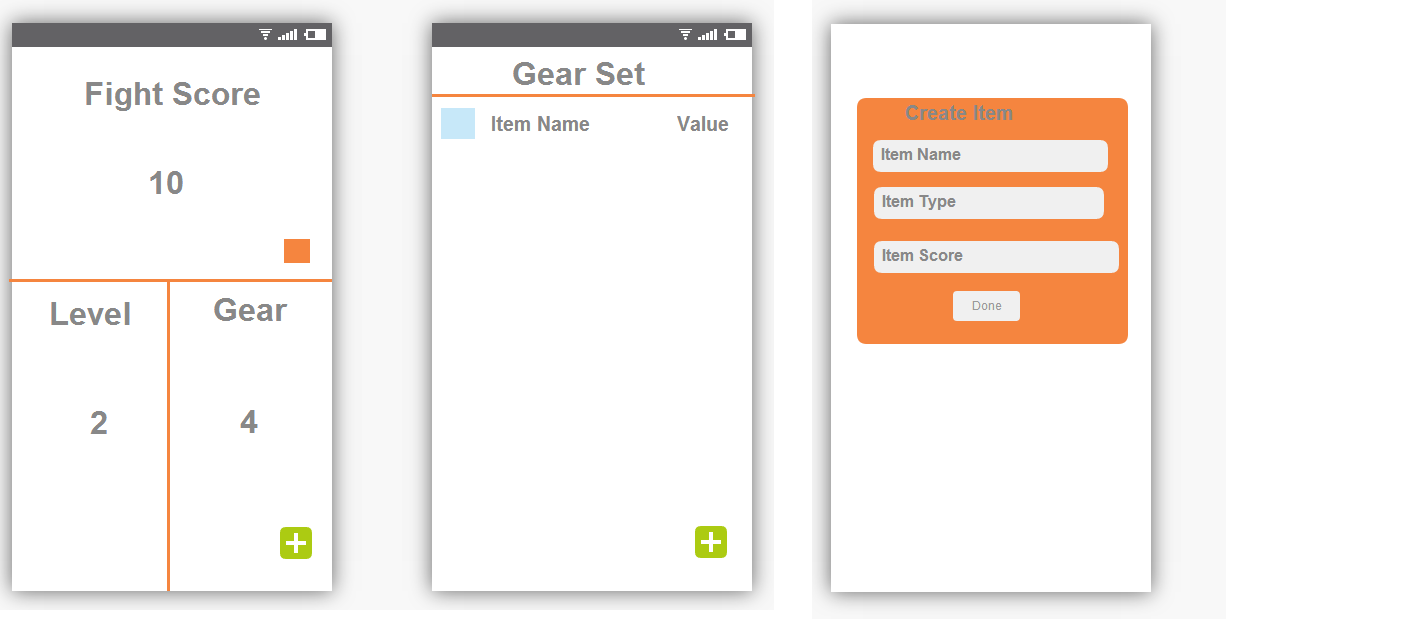 Fight Score
10
Level
Gear
2
4
Gear Set
Item Name Value
Create Item
Item Name
Item Type
Item Score
Done